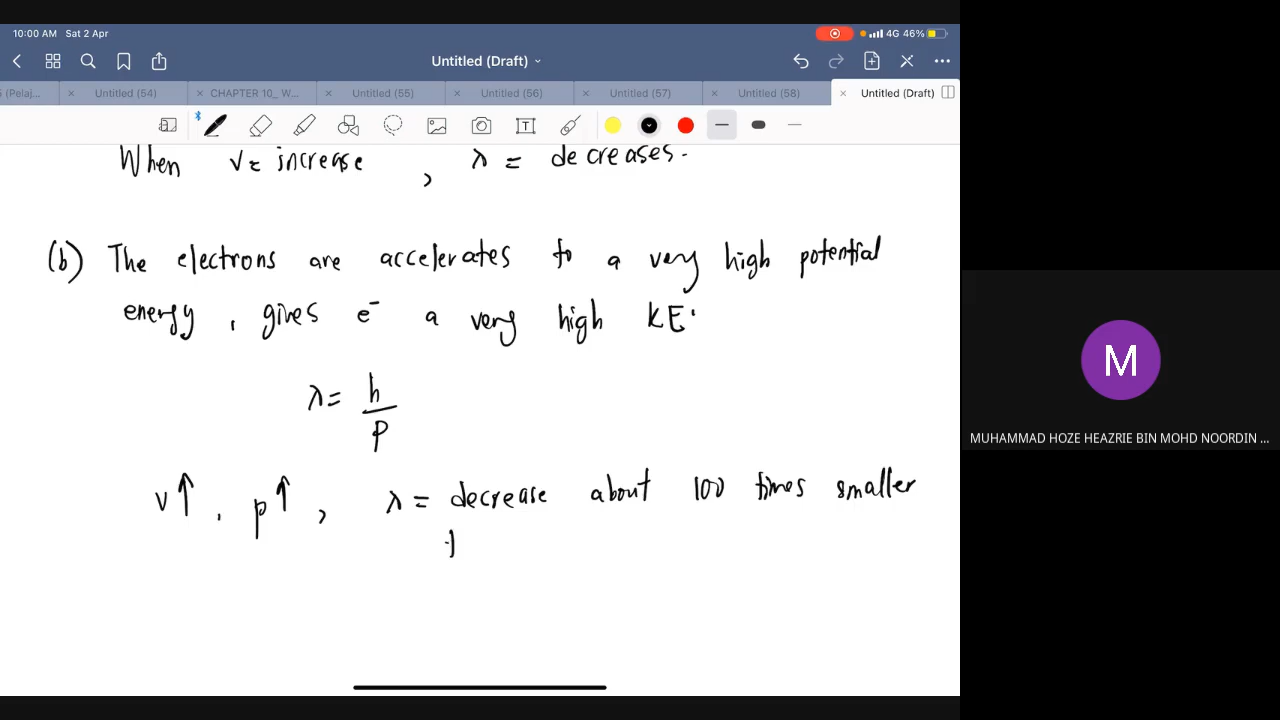 10:00 AM Sat 2 Apr
4G 46%
Untitled (Draft)
(Pelaj... Untitled (54) CHAPTER 10_ W... Untitled (55) Untitled (56) Untitled (57) Untitled (58) Untitled (Draft)
When v = increase , λ = decreases.
(b) The electrons are accelerates to a very high potential
energy, gives e⁻ a very high KE.
λ = h
p
v↑ , p↑ , λ = decrease about 100 times smaller
M
MUHAMMAD HOZE HEAZRIE BIN MOHD NOORDIN ...